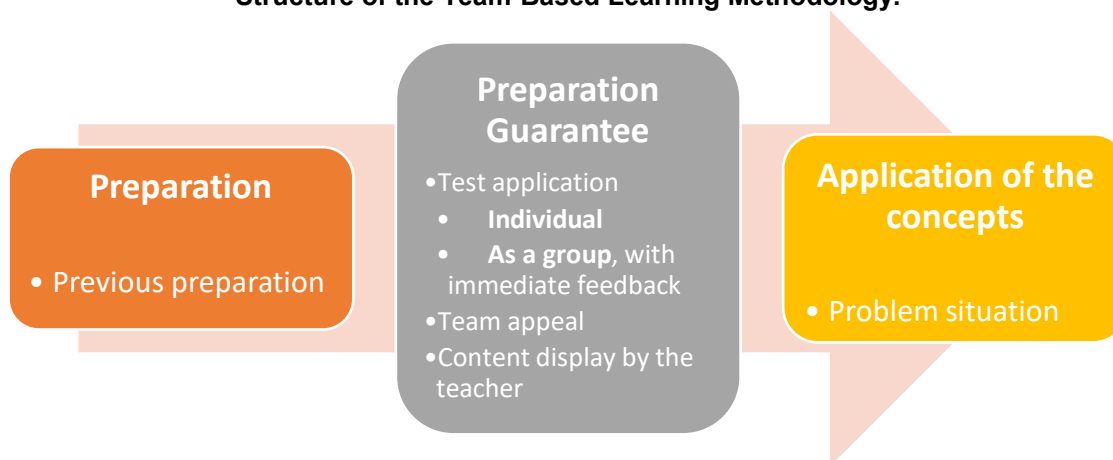 Structure of the Team-Based Learning Methodology.
Preparation
• Previous preparation
Preparation
Guarantee
•Test application
• Individual
• As a group, with
immediate feedback
•Team appeal
•Content display by the
teacher
Application of the
concepts
• Problem situation